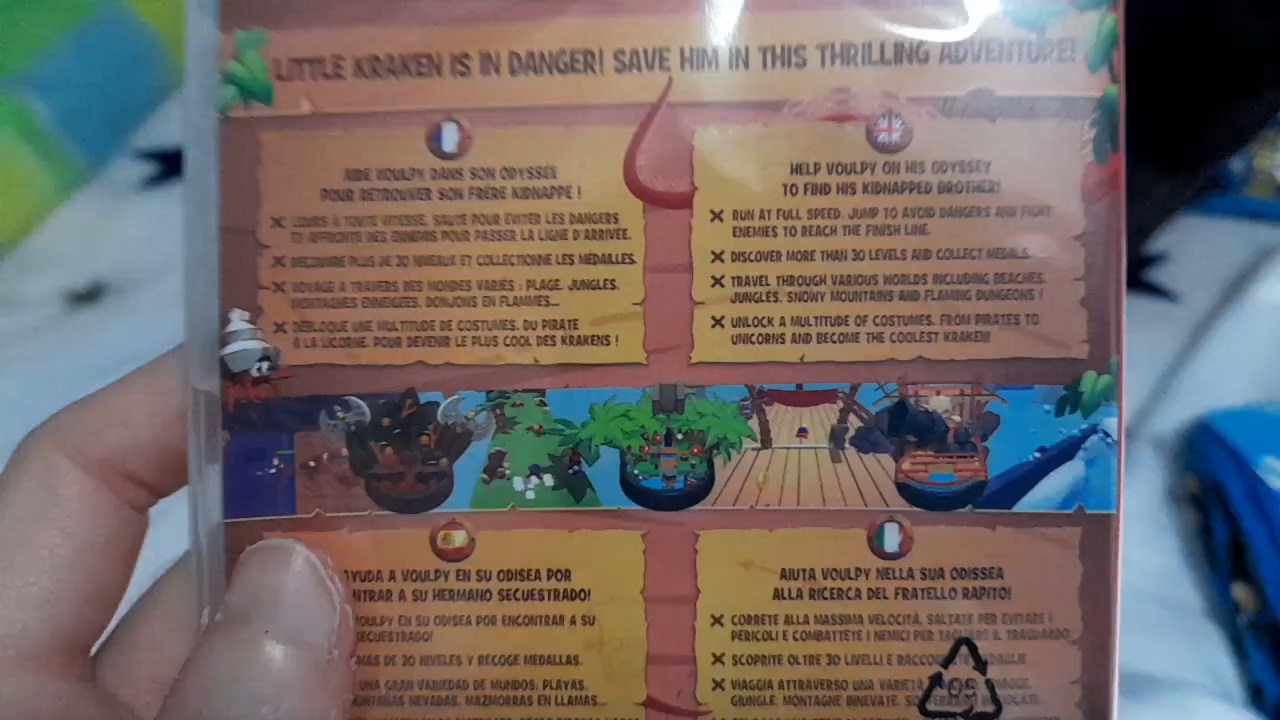 LITTLE KRAKEN IS IN DANGER! SAVE HIM IN THIS THRILLING ADVENTURE!
AIDE VOULPY DANS SON ODYSSÉE
POUR RETROUVER SON FRÈRE KIDNAPPÉ !
✕ COURS À TOUTE VITESSE, SAUTE POUR ÉVITER LES DANGERS
ET AFFRONTE DES ENNEMIS POUR PASSER LA LIGNE D'ARRIVÉE.
✕ DÉCOUVRE PLUS DE 30 NIVEAUX ET COLLECTIONNE LES MÉDAILLES.
✕ VOYAGE À TRAVERS DES MONDES VARIÉS : PLAGE, JUNGLES,
MONTAGNES ENNEIGÉES, DONJONS EN FLAMMES...
✕ DÉBLOQUE UNE MULTITUDE DE COSTUMES, DU PIRATE
À LA LICORNE, POUR DEVENIR LE PLUS COOL DES KRAKENS !
HELP VOULPY ON HIS ODYSSEY
TO FIND HIS KIDNAPPED BROTHER!
✕ RUN AT FULL SPEED, JUMP TO AVOID DANGERS AND FIGHT
ENEMIES TO REACH THE FINISH LINE.
✕ DISCOVER MORE THAN 30 LEVELS AND COLLECT MEDALS.
✕ TRAVEL THROUGH VARIOUS WORLDS INCLUDING BEACHES,
JUNGLES, SNOWY MOUNTAINS AND FLAMING DUNGEONS !
✕ UNLOCK A MULTITUDE OF COSTUMES, FROM PIRATES TO
UNICORNS AND BECOME THE COOLEST KRAKEN!
AYUDA A VOULPY EN SU ODISEA POR
NTRAR A SU HERMANO SECUESTRADO!
VOULPY EN SU ODISEA POR ENCONTRAR A SU
SECUESTRADO!
MÁS DE 30 NIVELES Y RECOGE MEDALLAS.
UNA GRAN VARIEDAD DE MUNDOS: PLAYAS,
MONTAÑAS NEVADAS, MAZMORRAS EN LLAMAS...
AIUTA VOULPY NELLA SUA ODISSEA
ALLA RICERCA DEL FRATELLO RAPITO!
✕ CORRETE ALLA MASSIMA VELOCITÀ, SALTATE PER EVITARE I
PERICOLI E COMBATTETE I NEMICI PER TAGLIARE IL TRAGUARDO.
✕ SCOPRITE OLTRE 30 LIVELLI E
✕ VIAGGIA ATTRAVERSO UNA VARIETÀ
GIUNGLE, MONTAGNE INNEVATE,
05